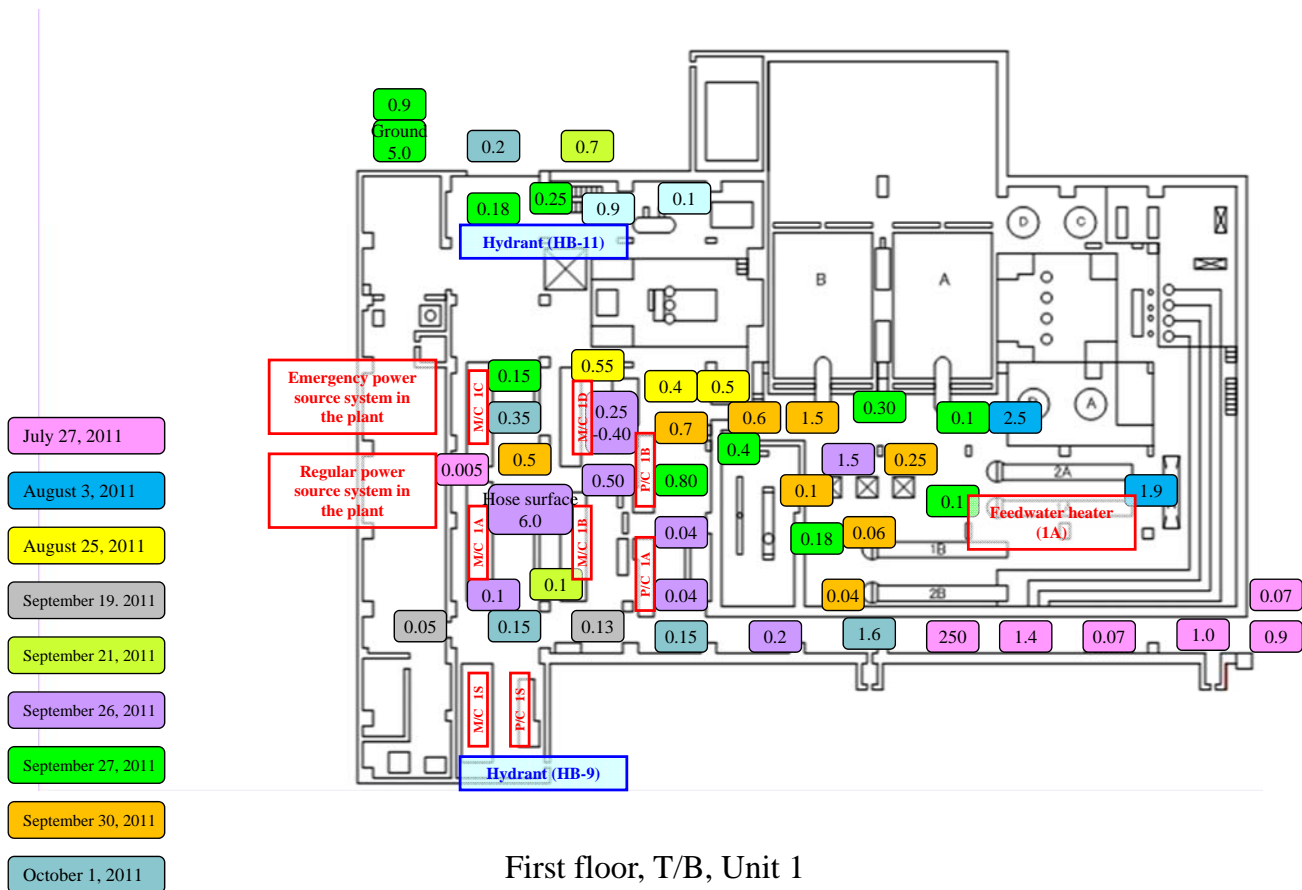 0.9
Ground
5.0
0.2
0.7
0.18
0.25
0.9
0.1
Hydrant (HB-11)
D
C
B
A
Emergency power
source system in
the plant
M/C 1C
0.15
0.35
0.55
M/C 1D
0.25
-0.40
0.4
0.5
0.7
0.6
1.5
0.30
0.1
2.5
A
July 27, 2011
August 3, 2011
August 25, 2011
September 19. 2011
September 21, 2011
September 26, 2011
September 27, 2011
September 30, 2011
October 1, 2011
Regular power
source system in
the plant
0.005
0.5
0.50
P/C 1B
0.80
0.4
1.5
0.25
2A
0.1
0.1
1.9
Feedwater heater
(1A)
Hose surface
6.0
M/C 1A
M/C 1B
0.04
0.18
0.06
1B
P/C 1A
0.1
0.1
0.04
0.04
2B
0.07
0.05
0.15
0.13
0.15
0.2
1.6
250
1.4
0.07
1.0
0.9
M/C 1S
P/C 1S
Hydrant (HB-9)
First floor, T/B, Unit 1